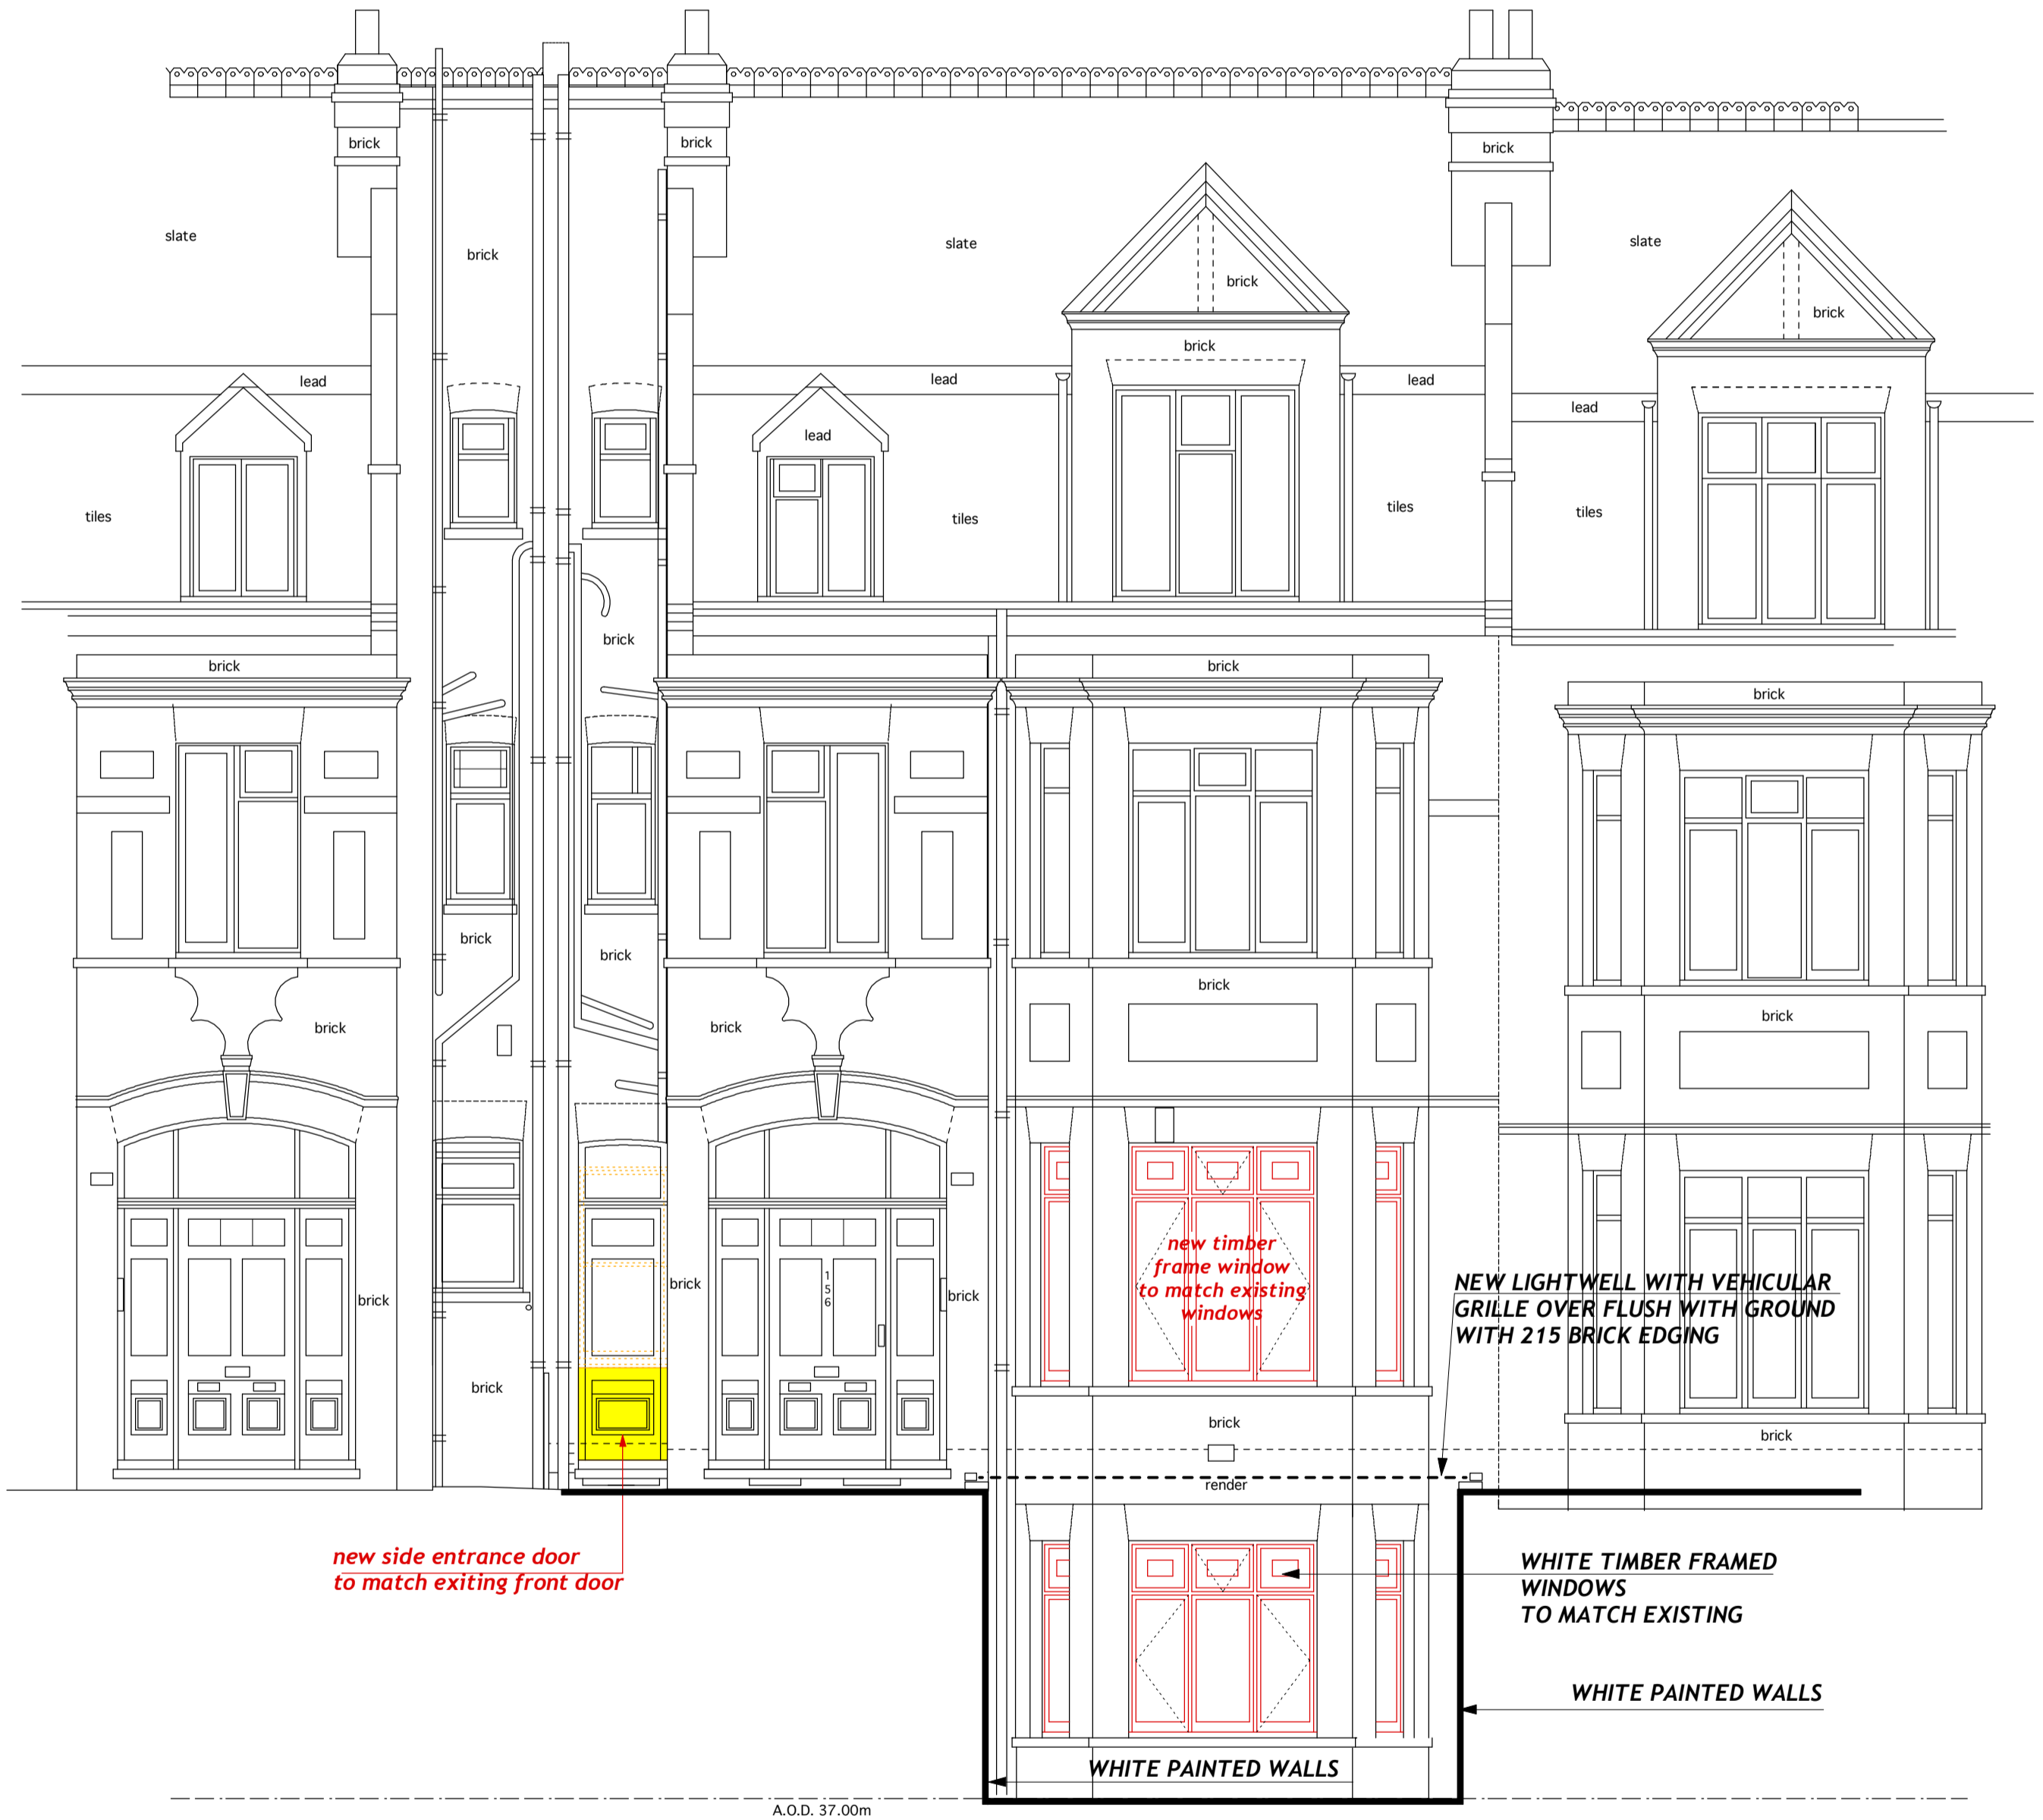 brick
brick
brick
slate
brick
slate
slate
brick
brick
brick
lead
lead
lead
lead
lead
tiles
tiles
tiles
tiles
brick
brick
brick
brick
brick
brick
brick
brick
brick
brick
brick
new timber
frame window
to match existing
windows
NEW LIGHTWELL WITH VEHICULAR
GRILLE OVER FLUSH WITH GROUND
WITH 215 BRICK EDGING
1
5
6
brick
brick
brick
brick
brick
brick
render
new side entrance door
to match exiting front door
WHITE TIMBER FRAMED
WINDOWS
TO MATCH EXISTING
WHITE PAINTED WALLS
WHITE PAINTED WALLS
A.O.D. 37.00m